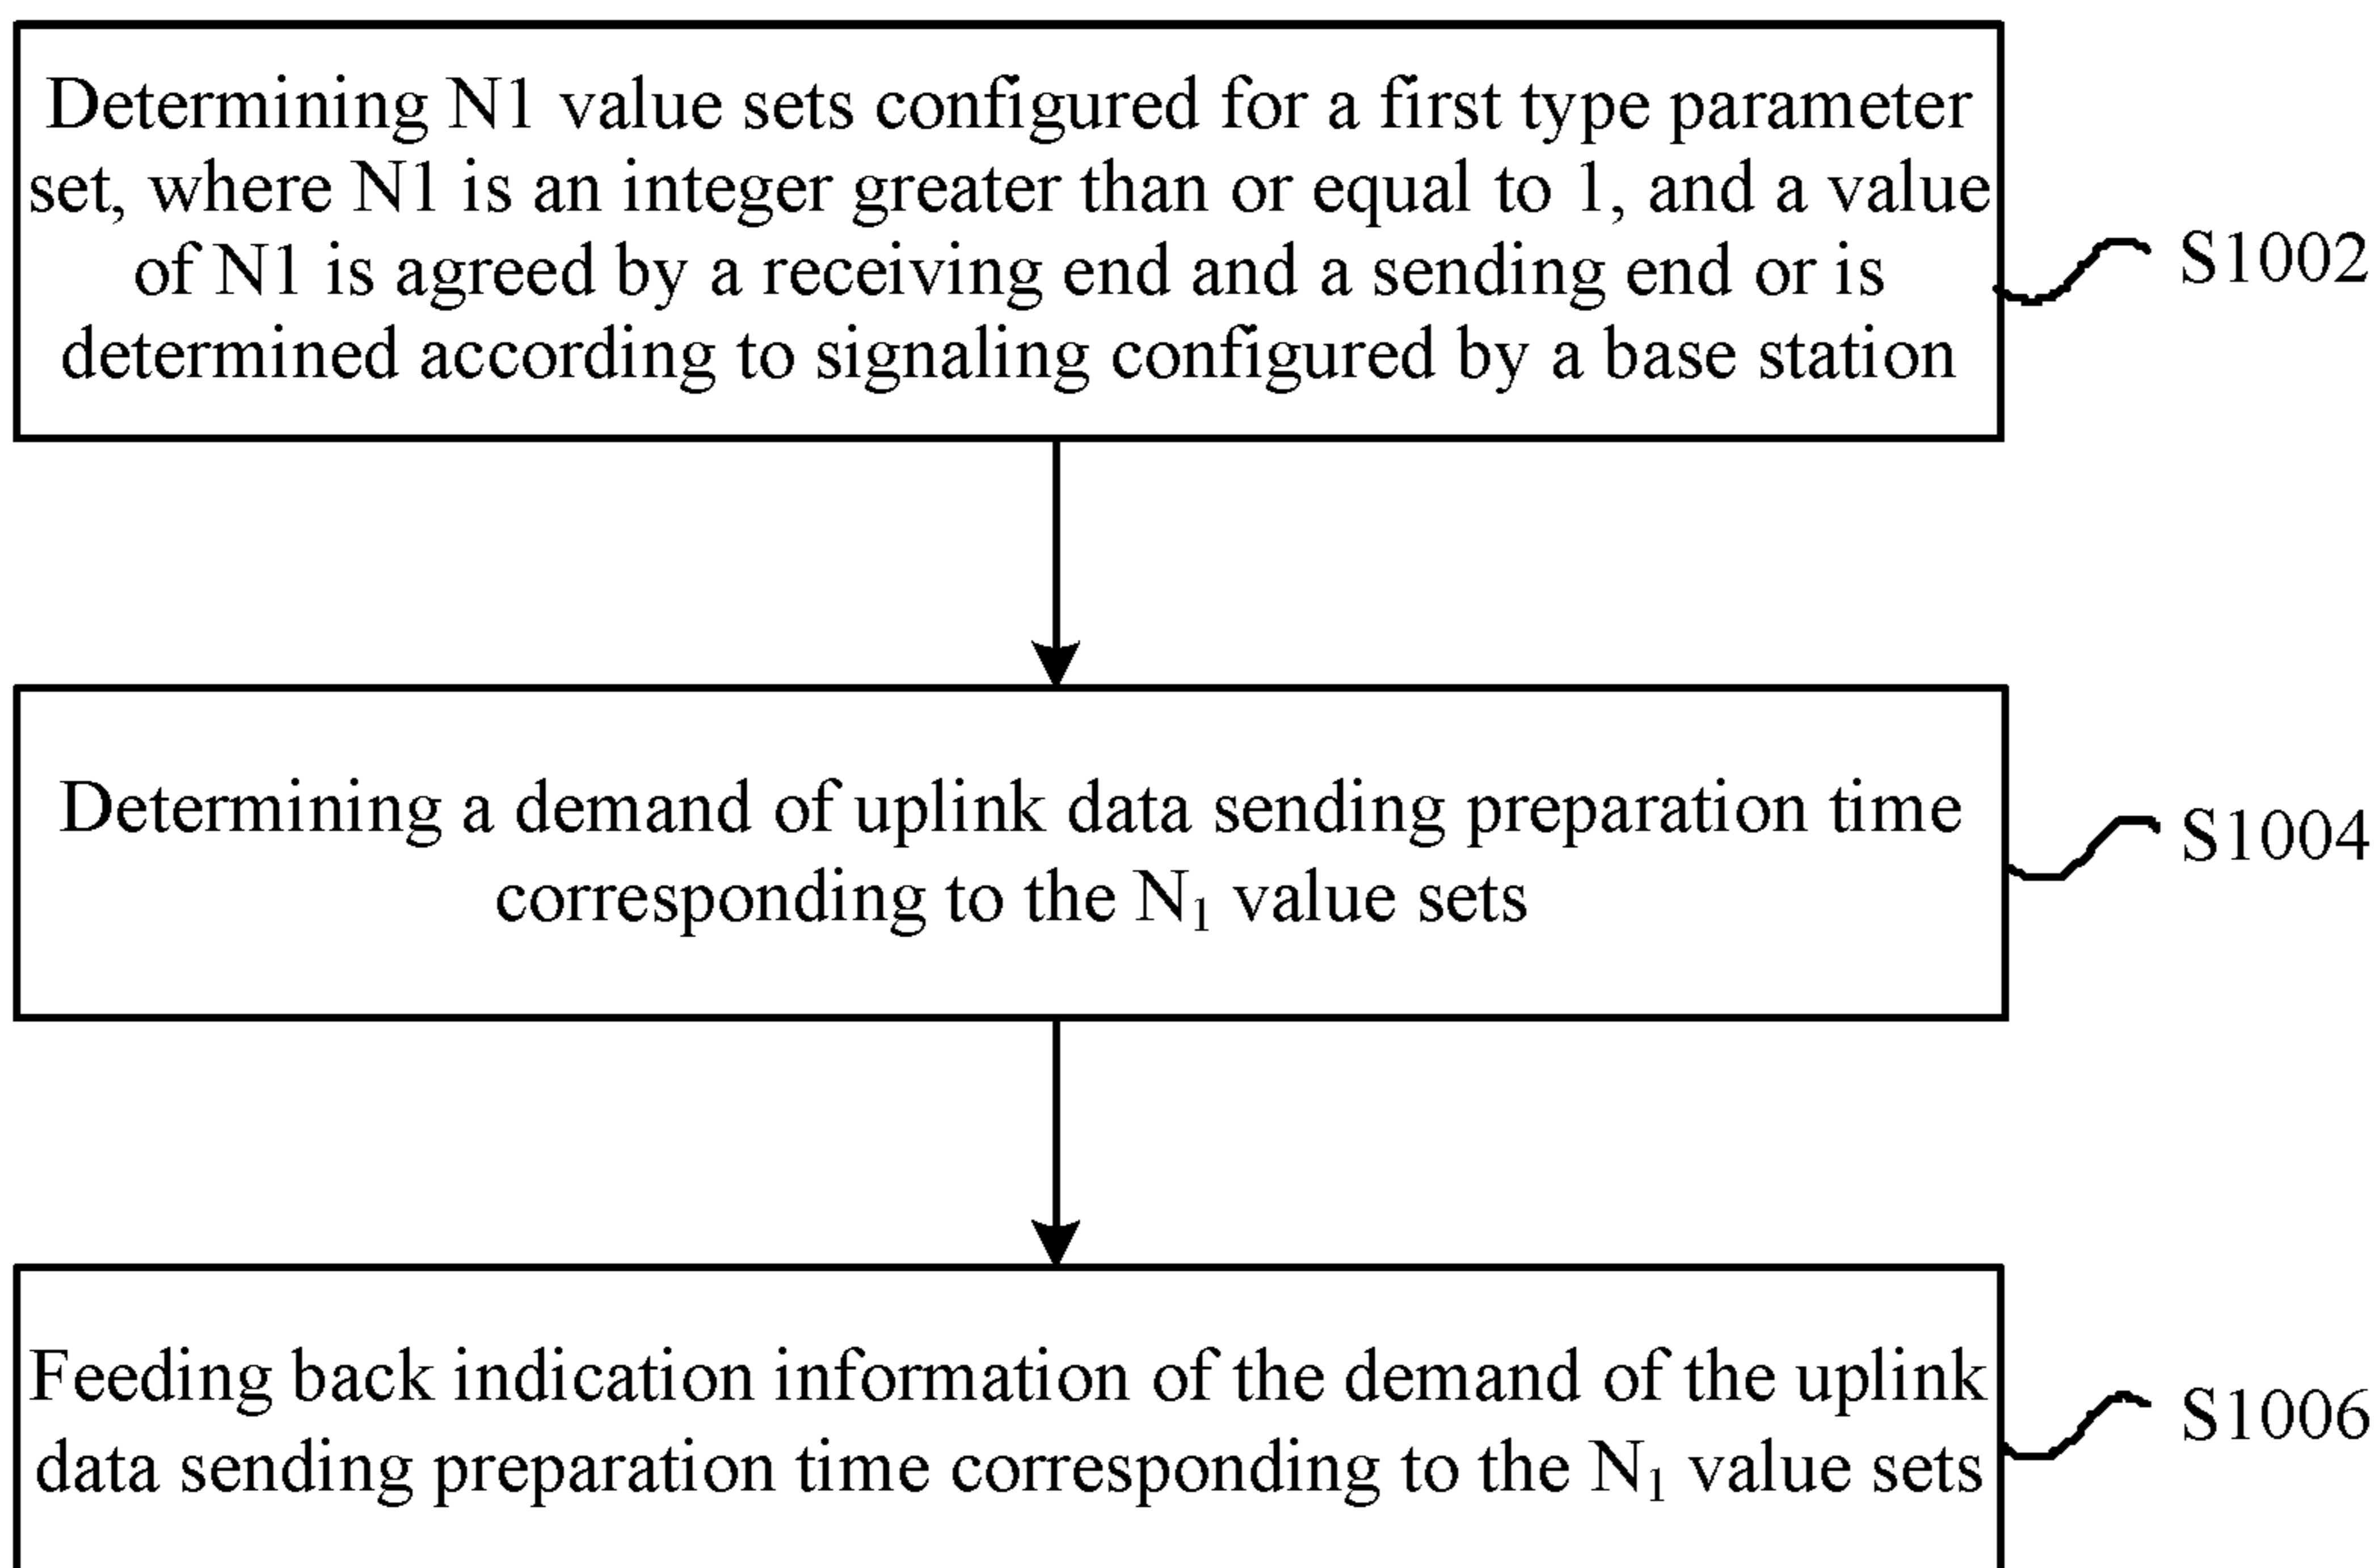 Determining N1 value sets configured for a first type parameter
set, where N1 is an integer greater than or equal to 1, and a value
of N1 is agreed by a receiving end and a sending end or is
determined according to signaling configured by a base station
S1002
Determining a demand of uplink data sending preparation time
corresponding to the N₁ value sets
S1004
Feeding back indication information of the demand of the uplink
data sending preparation time corresponding to the N₁ value sets
S1006